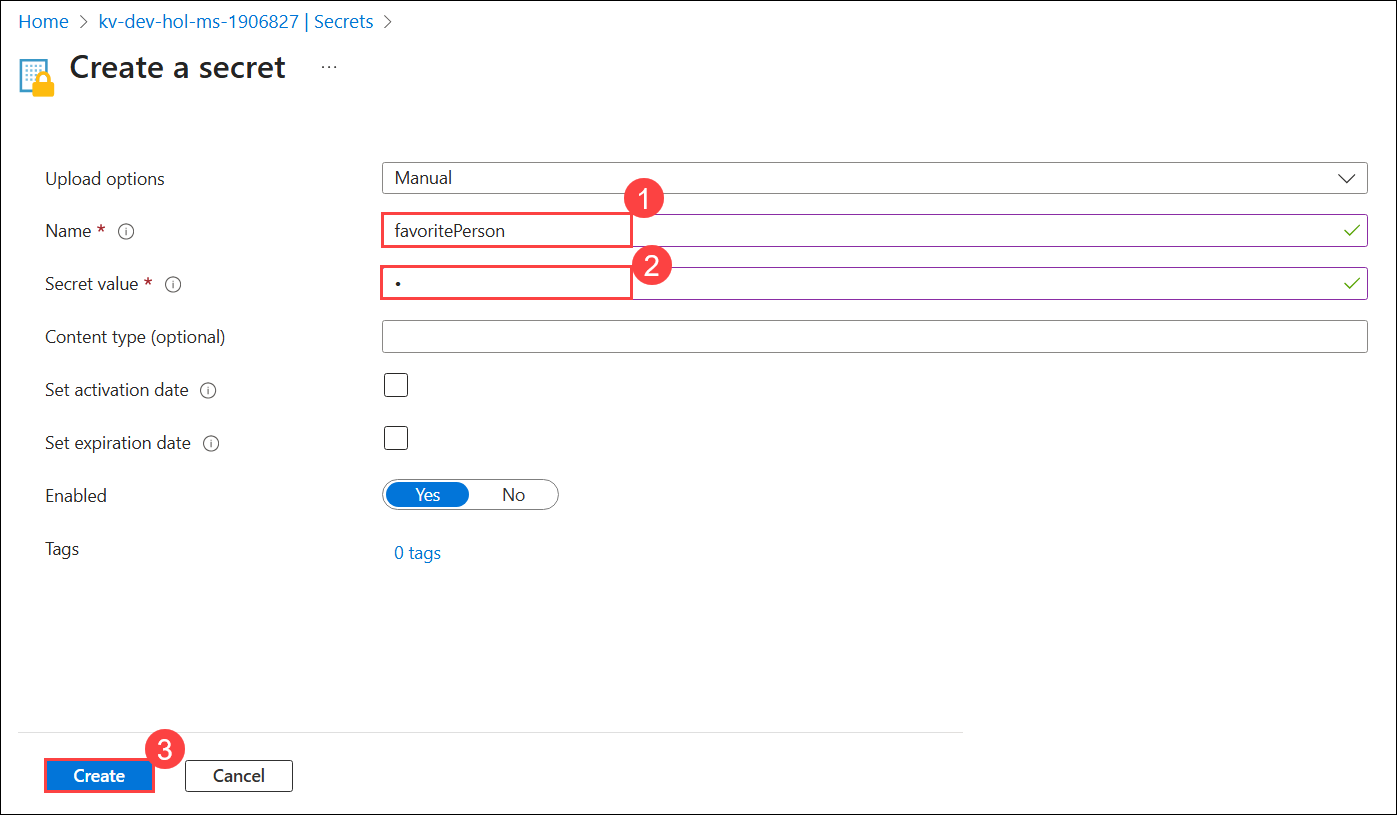 Home > kv-dev-hol-ms-1906827 | Secrets >
Create a secret ...
Upload options Manual
1
Name * favoritePerson
2
Secret value * •
Content type (optional)
Set activation date
Set expiration date
Enabled Yes No
Tags 0 tags
3
Create Cancel